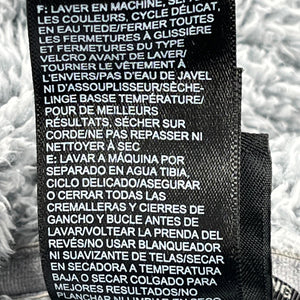 F: LAVER EN MACHINE, SÉP
LES COULEURS, CYCLE DÉLICAT,
EN EAU TIÈDE/FERMER TOUTES
LES FERMETURES À GLISSIÈRE
ET FERMETURES DU TYPE
VELCRO AVANT DE LAVER/
TOURNER LE VÊTEMENT À
L'ENVERS/PAS D'EAU DE JAVEL
NI D'ASSOUPLISSEUR/SÈCHE-
LINGE BASSE TEMPÉRATURE/
POUR DE MEILLEURS
RÉSULTATS, SÉCHER SUR
CORDE/NE PAS REPASSER NI
NETTOYER À SEC
E: LAVAR A MÁQUINA POR
SEPARADO EN AGUA TIBIA,
CICLO DELICADO/ASEGURAR
O CERRAR TODAS LAS
CREMALLERAS Y CIERRES DE
GANCHO Y BUCLE ANTES DE
LAVAR/VOLTEAR LA PRENDA DEL
REVÉS/NO USAR BLANQUEADOR
NI SUAVIZANTE DE TELAS/SECAR
EN SECADORA A TEMPERATURA
BAJA O SECAR COLGADO PARA
MEJORES RESULTADOS/NO